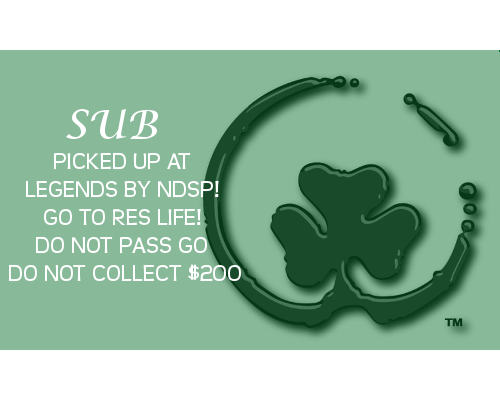 SUB
PICKED UP AT
LEGENDS BY NDSP!
GO TO RES LIFE!
DO NOT PASS GO
DO NOT COLLECT $200
TM